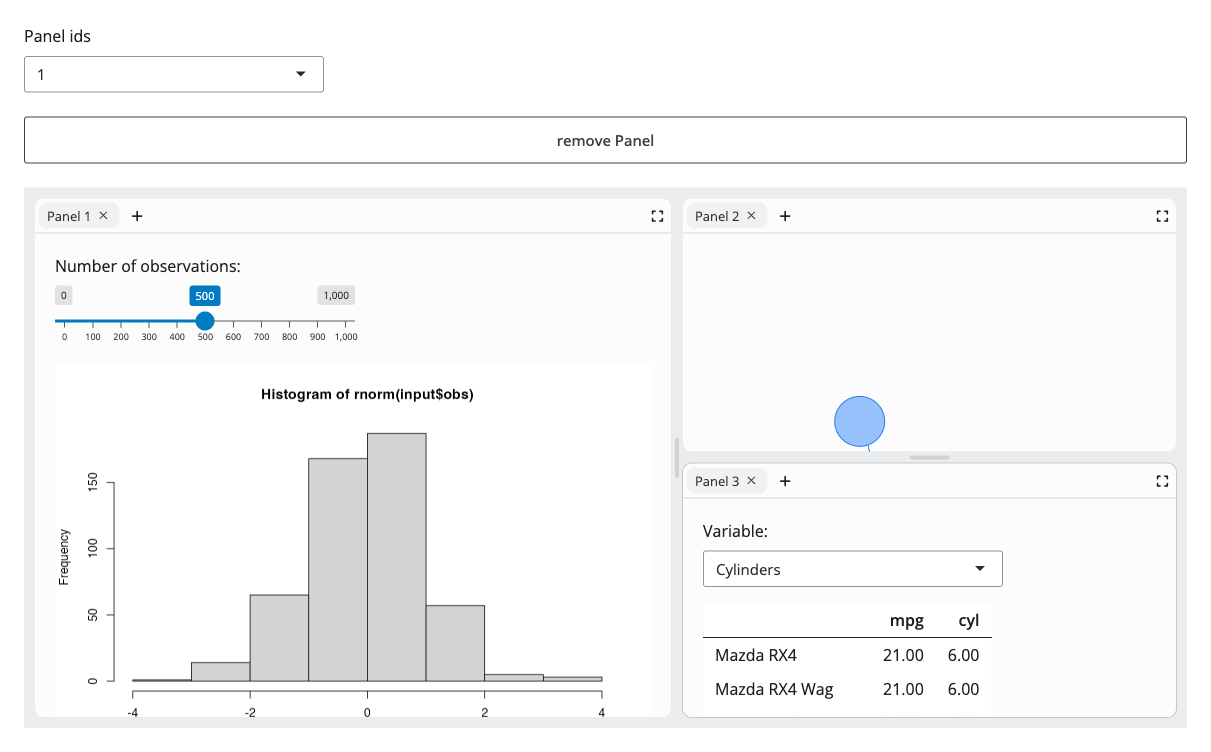 Panel ids
1
remove Panel
Panel 1
Number of observations:
0 500 1,000
0 100 200 300 400 500 600 700 800 900 1,000
Histogram of rnorm(input$obs)
Frequency
150
100
50
0
-4 -2 0 2 4
Panel 2
Panel 3
Variable:
Cylinders
mpg cyl
Mazda RX4 21.00 6.00
Mazda RX4 Wag 21.00 6.00